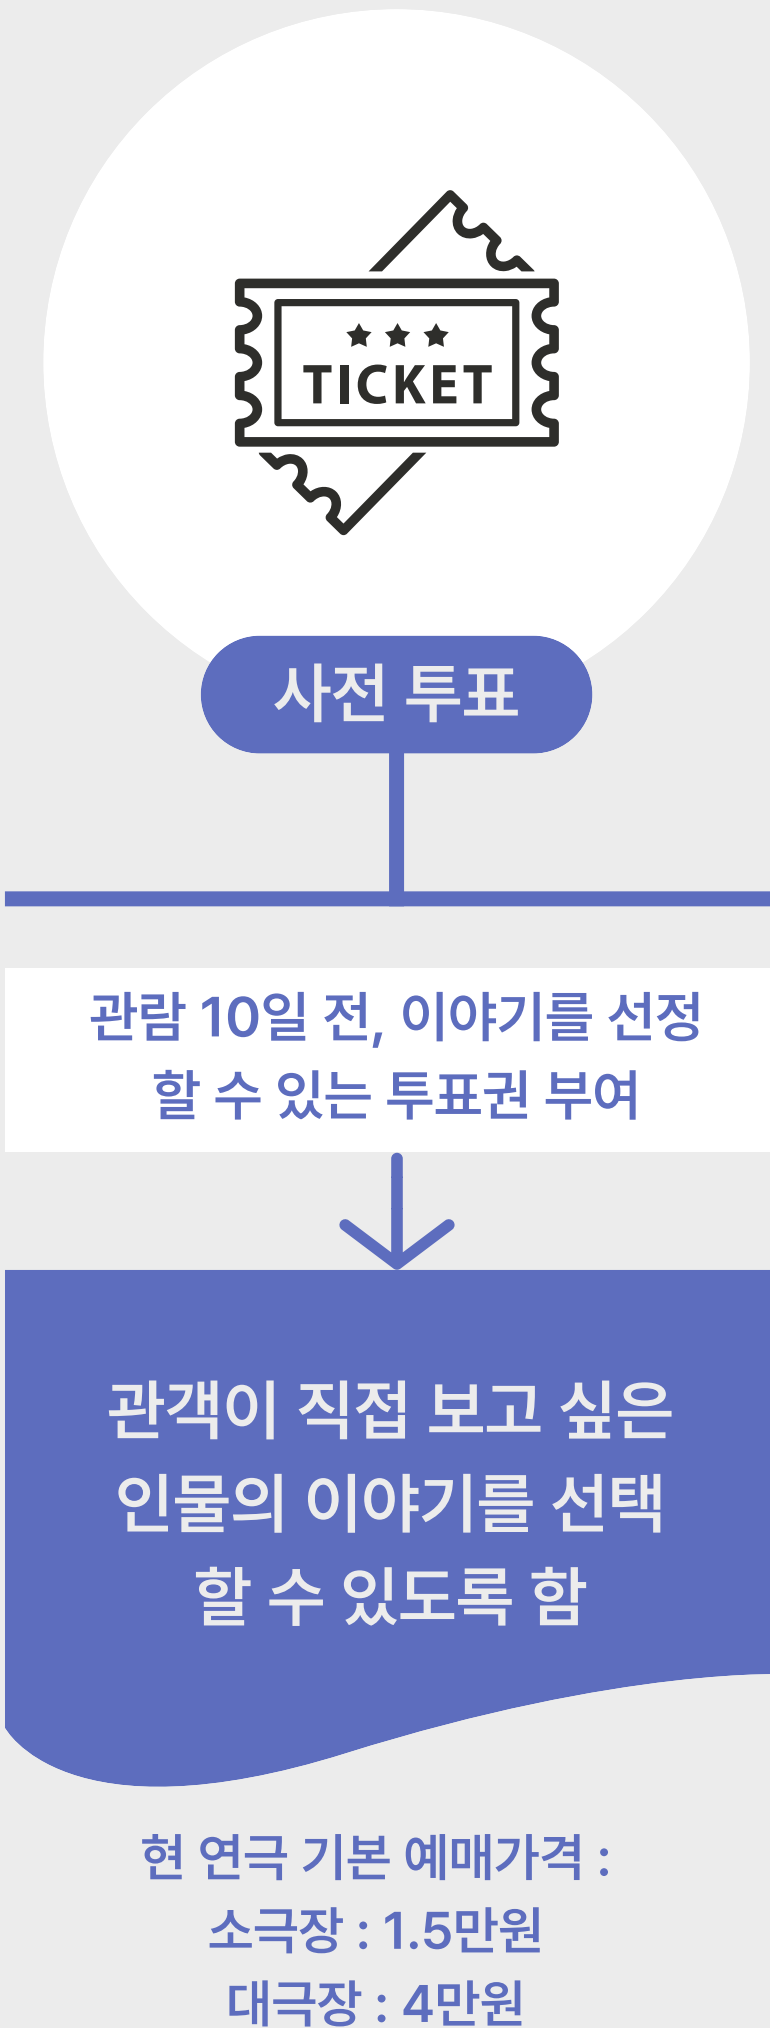 TICKET
사전 투표
관람 10일 전, 이야기를 선정
할 수 있는 투표권 부여
관객이 직접 보고 싶은
인물의 이야기를 선택
할 수 있도록 함
현 연극 기본 예매가격 :
소극장 : 1.5만원
대극장 : 4만원